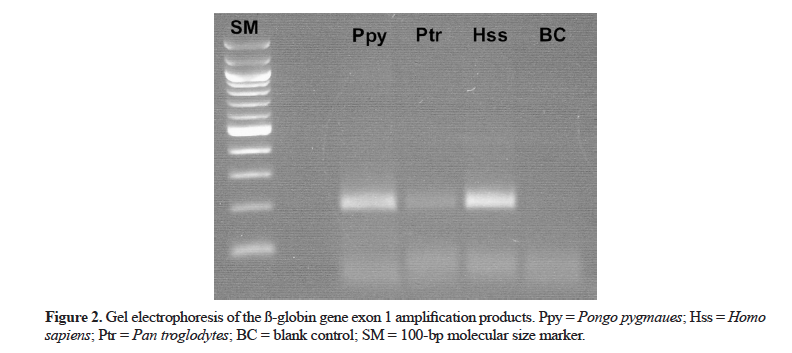 SM Ppy Ptr Hss BC
Figure 2. Gel electrophoresis of the ß-globin gene exon 1 amplification products. Ppy = Pongo pygmaues; Hss = Homo
sapiens; Ptr = Pan troglodytes; BC = blank control; SM = 100-bp molecular size marker.